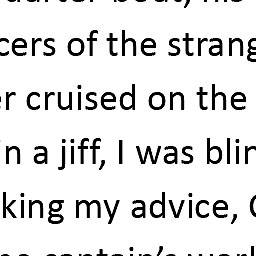 cers of the strang
er cruised on the
in a jiff, I was blin
king my advice,